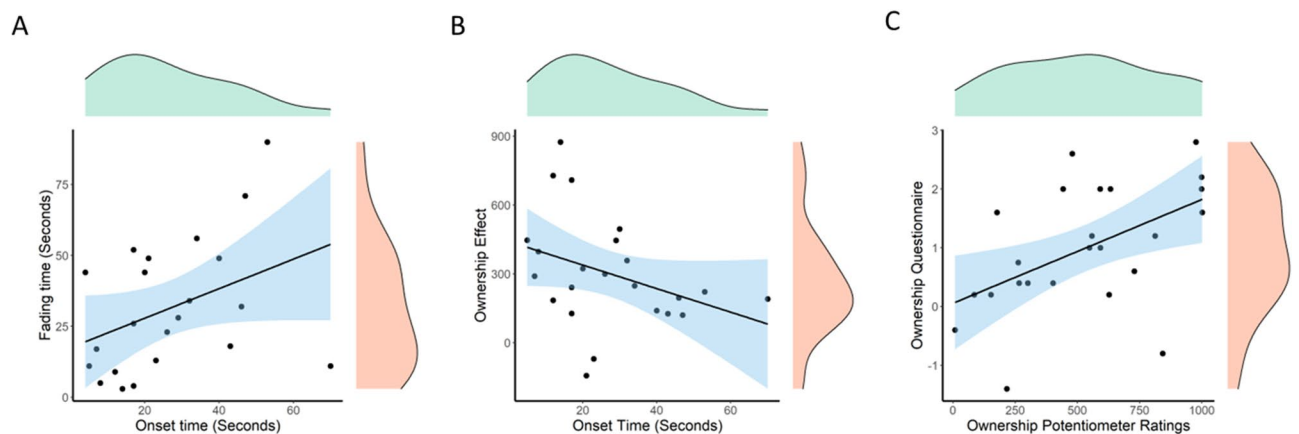 A
B
C
Fading time (Seconds)
75
50
25
0
20
40
60
Onset time (Seconds)
Ownership Effect
900
600
300
0
20
40
60
Onset Time (Seconds)
Ownership Questionnaire
3
2
1
0
-1
0
250
500
750
1000
Ownership Potentiometer Ratings